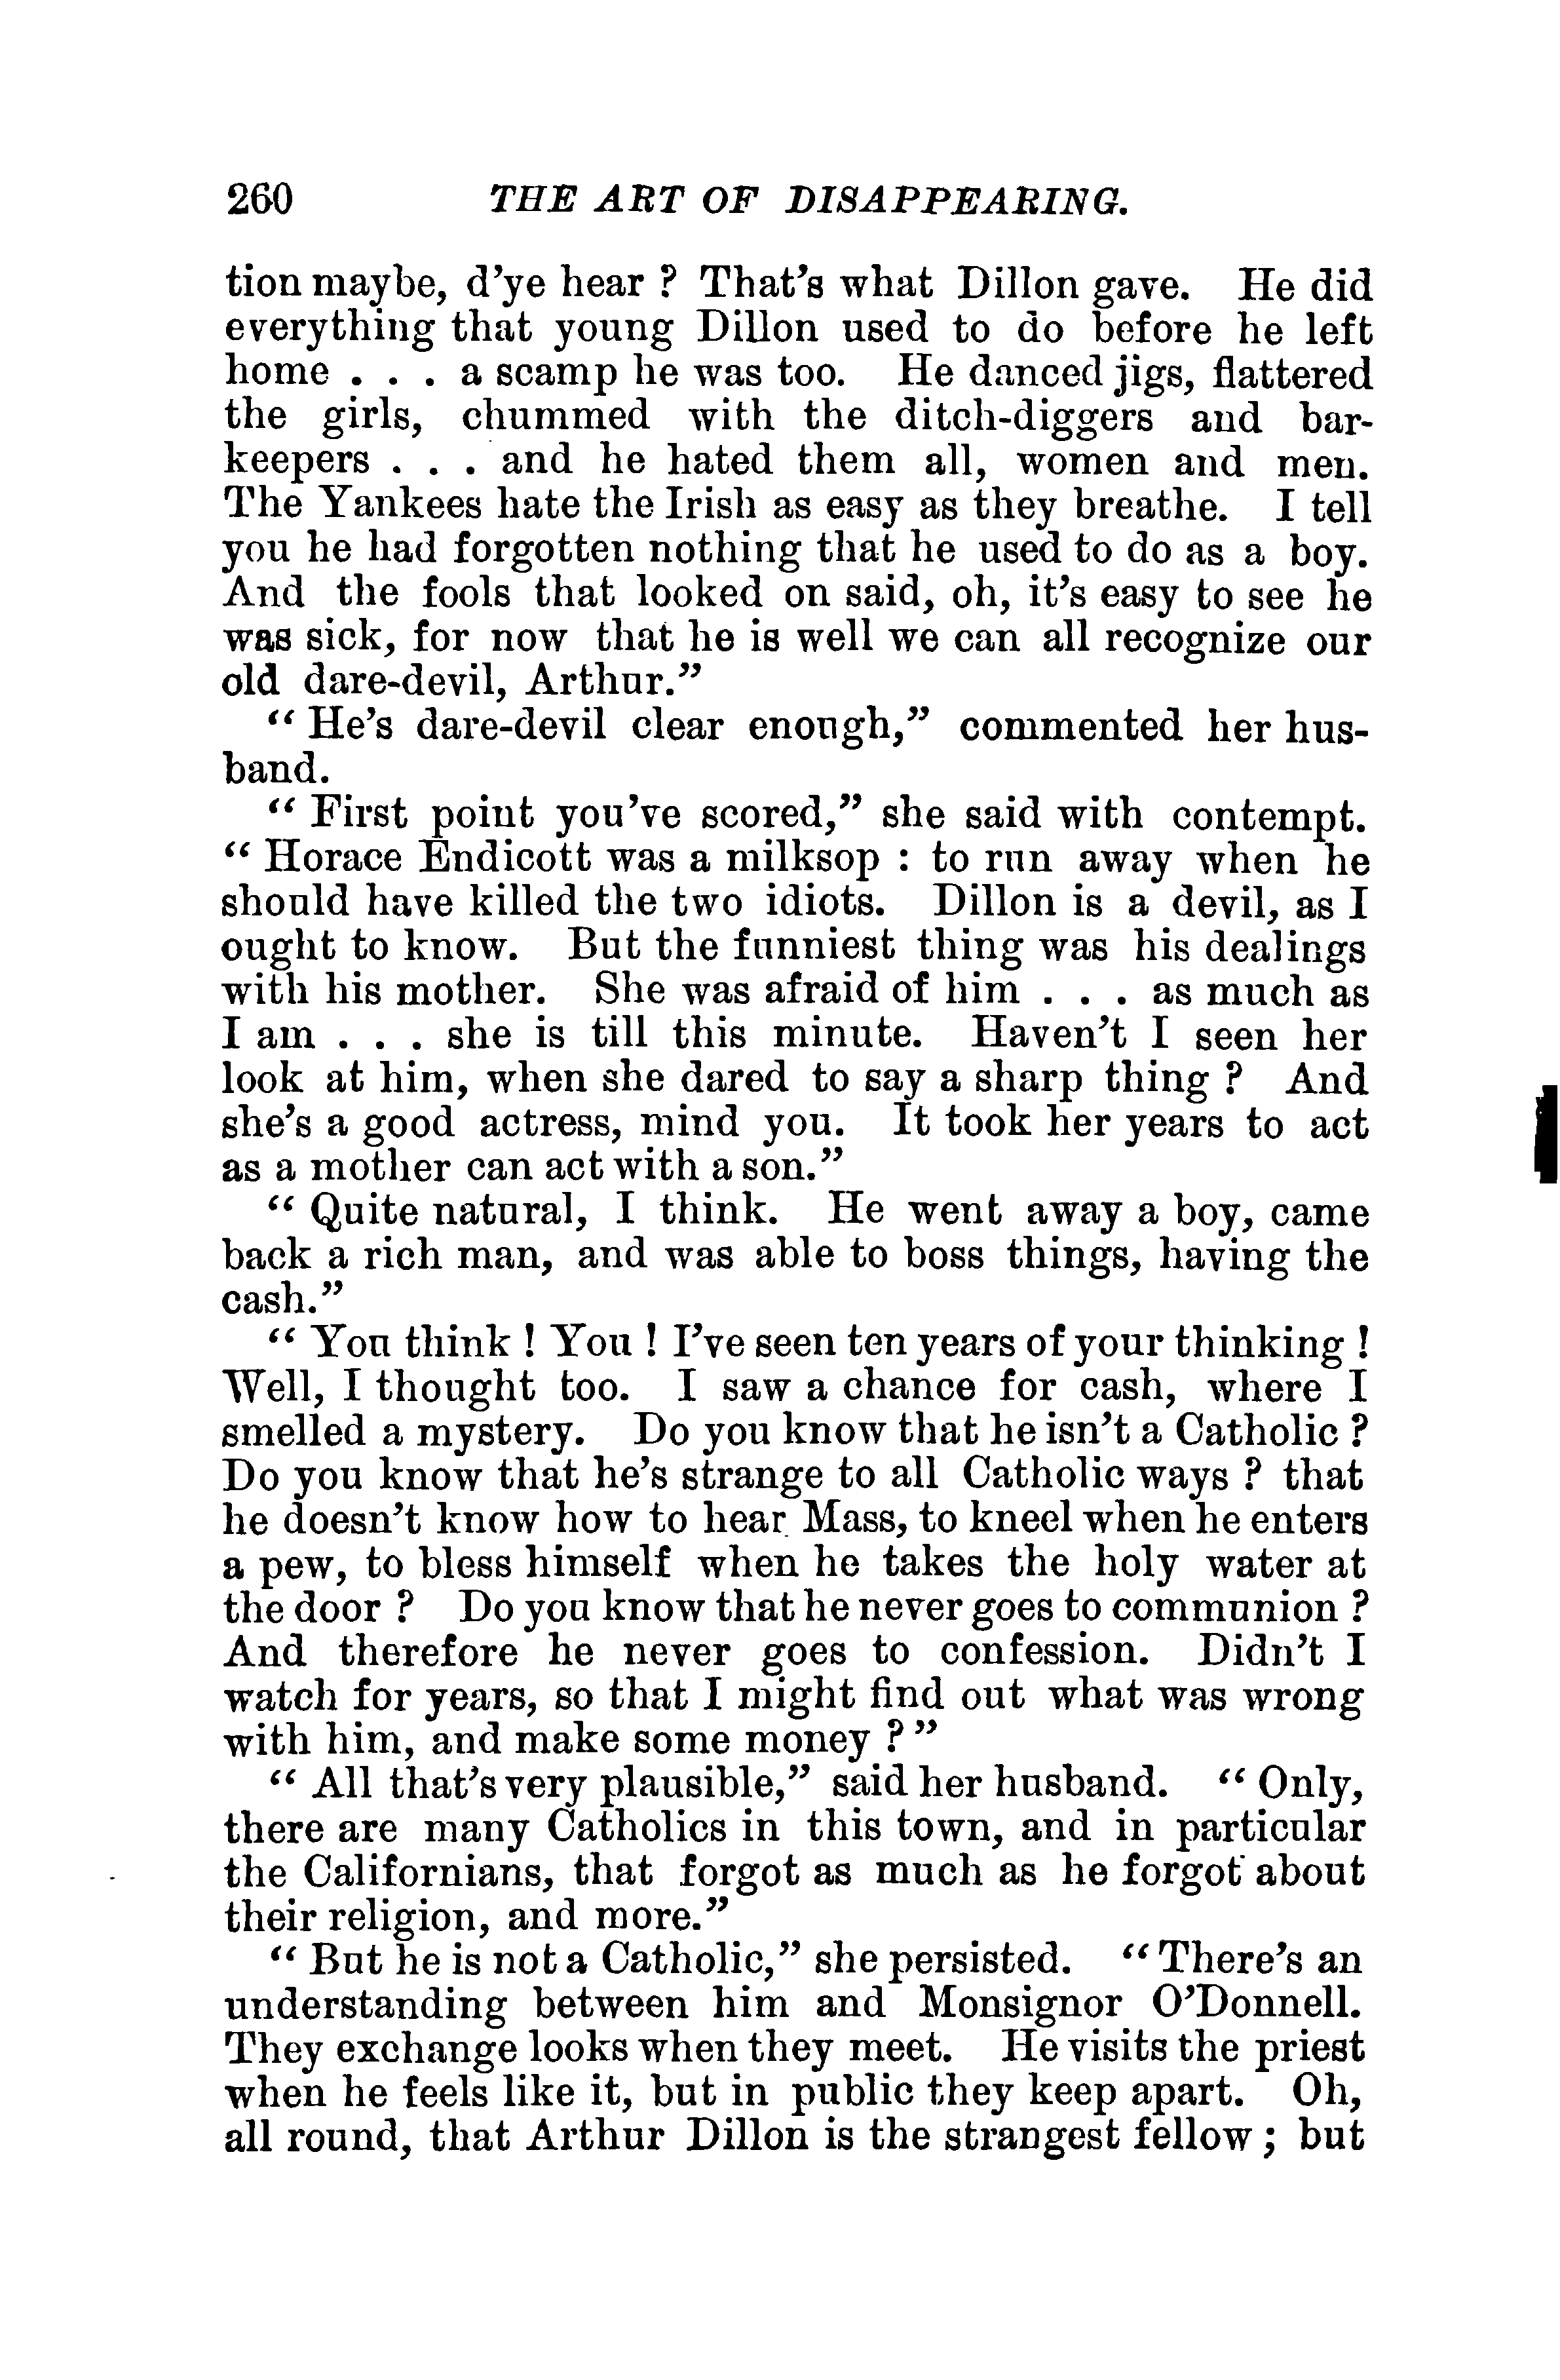 260 THE ART OF DISAPPEARING.
tion maybe, d'ye hear ? That's what Dillon gave. He did
everything that young Dillon used to do before he left
home . . . a scamp he was too. He danced jigs, flattered
the girls, chummed with the ditch-diggers and bar-
keepers . . . and he hated them all, women and men.
The Yankees hate the Irish as easy as they breathe. I tell
you he had forgotten nothing that he used to do as a boy.
And the fools that looked on said, oh, it's easy to see he
was sick, for now that he is well we can all recognize our
old dare-devil, Arthur."
" He's dare-devil clear enough," commented her hus-
band.
" First point you've scored," she said with contempt.
" Horace Endicott was a milksop : to run away when he
should have killed the two idiots. Dillon is a devil, as I
ought to know. But the funniest thing was his dealings
with his mother. She was afraid of him . . . as much as
I am . . . she is till this minute. Haven't I seen her
look at him, when she dared to say a sharp thing ? And
she's a good actress, mind you. It took her years to act
as a mother can act with a son."
" Quite natural, I think. He went away a boy, came
back a rich man, and was able to boss things, having the
cash."
" You think ! You ! I've seen ten years of your thinking !
Well, I thought too. I saw a chance for cash, where I
smelled a mystery. Do you know that he isn't a Catholic ?
Do you know that he's strange to all Catholic ways ? that
he doesn't know how to hear Mass, to kneel when he enters
a pew, to bless himself when he takes the holy water at
the door ? Do you know that he never goes to communion ?
And therefore he never goes to confession. Didn't I
watch for years, so that I might find out what was wrong
with him, and make some money ? "
" All that's very plausible," said her husband. " Only,
there are many Catholics in this town, and in particular
the Californians, that forgot as much as he forgot about
their religion, and more."
" But he is not a Catholic," she persisted. " There's an
understanding between him and Monsignor O'Donnell.
They exchange looks when they meet. He visits the priest
when he feels like it, but in public they keep apart. Oh,
all round, that Arthur Dillon is the strangest fellow ; but